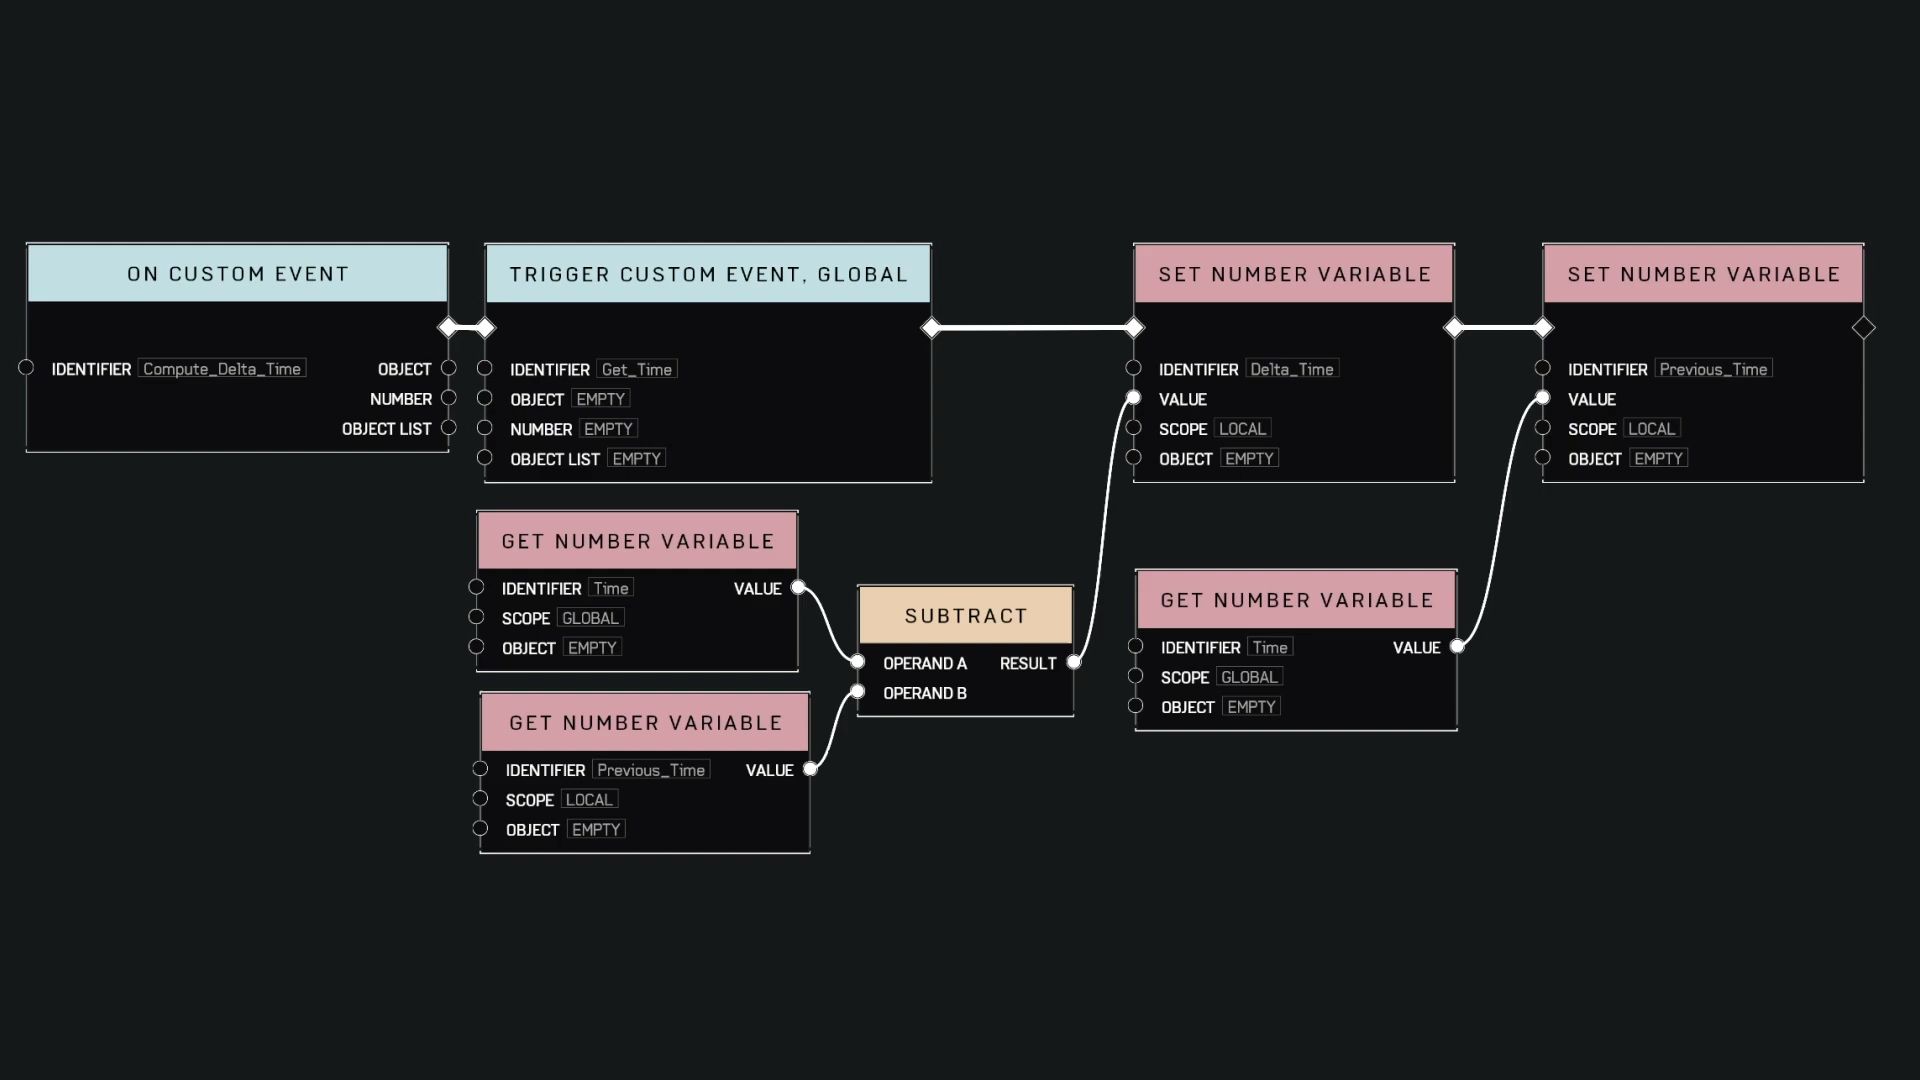 ON CUSTOM EVENT
IDENTIFIER Compute_Delta_Time OBJECT
NUMBER
OBJECT LIST
TRIGGER CUSTOM EVENT, GLOBAL
IDENTIFIER Get_Time
OBJECT EMPTY
NUMBER EMPTY
OBJECT LIST EMPTY
SET NUMBER VARIABLE
IDENTIFIER Delta_Time
VALUE
SCOPE LOCAL
OBJECT EMPTY
SET NUMBER VARIABLE
IDENTIFIER Previous_Time
VALUE
SCOPE LOCAL
OBJECT EMPTY
GET NUMBER VARIABLE
IDENTIFIER Time VALUE
SCOPE GLOBAL
OBJECT EMPTY
GET NUMBER VARIABLE
IDENTIFIER Previous_Time VALUE
SCOPE LOCAL
OBJECT EMPTY
SUBTRACT
OPERAND A RESULT
OPERAND B
GET NUMBER VARIABLE
IDENTIFIER Time VALUE
SCOPE GLOBAL
OBJECT EMPTY